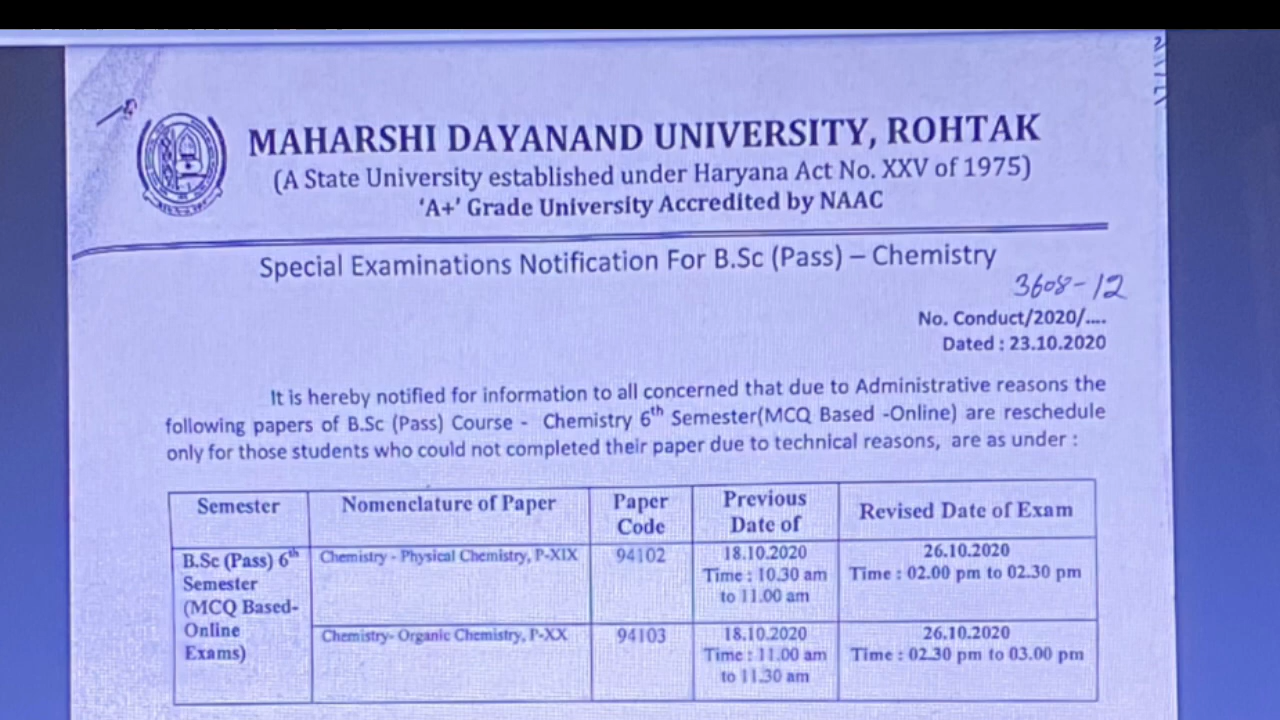 MAHARSHI DAYANAND UNIVERSITY, ROHTAK
(A State University established under Haryana Act No. XXV of 1975)
'A+' Grade University Accredited by NAAC
Special Examinations Notification For B.Sc (Pass) – Chemistry
3608-12
No. Conduct/2020/....
Dated : 23.10.2020
It is hereby notified for information to all concerned that due to Administrative reasons the
following papers of B.Sc (Pass) Course - Chemistry 6th Semester(MCQ Based -Online) are reschedule
only for those students who could not completed their paper due to technical reasons, are as under :
Semester
Nomenclature of Paper
Paper
Code
Previous
Date of
Revised Date of Exam
B.Sc (Pass) 6th
Semester
(MCQ Based-
Online
Exams)
Chemistry - Physical Chemistry, P-XIX
94102
18.10.2020
Time : 10.30 am
to 11.00 am
26.10.2020
Time : 02.00 pm to 02.30 pm
Chemistry- Organic Chemistry, P-XX
94103
18.10.2020
Time : 11.00 am
to 11.30 am
26.10.2020
Time : 02.30 pm to 03.00 pm